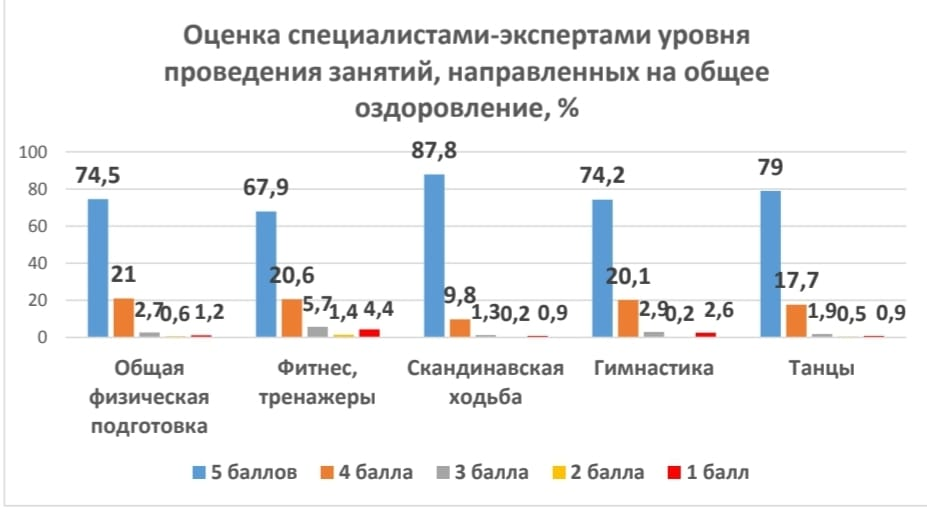 Оценка специалистами-экспертами уровня
проведения занятий, направленных на общее
оздоровление, %
100
80
60
40
20
0
74,5
21
2,7
0,6
1,2
67,9
20,6
5,7
1,4
4,4
87,8
9,8
1,3
0,2
0,9
74,2
20,1
2,9
0,2
2,6
79
17,7
1,9
0,5
0,9
Общая
физическая
подготовка
Фитнес,
тренажеры
Скандинавская
ходьба
Гимнастика
Танцы
5 баллов
4 балла
3 балла
2 балла
1 балл